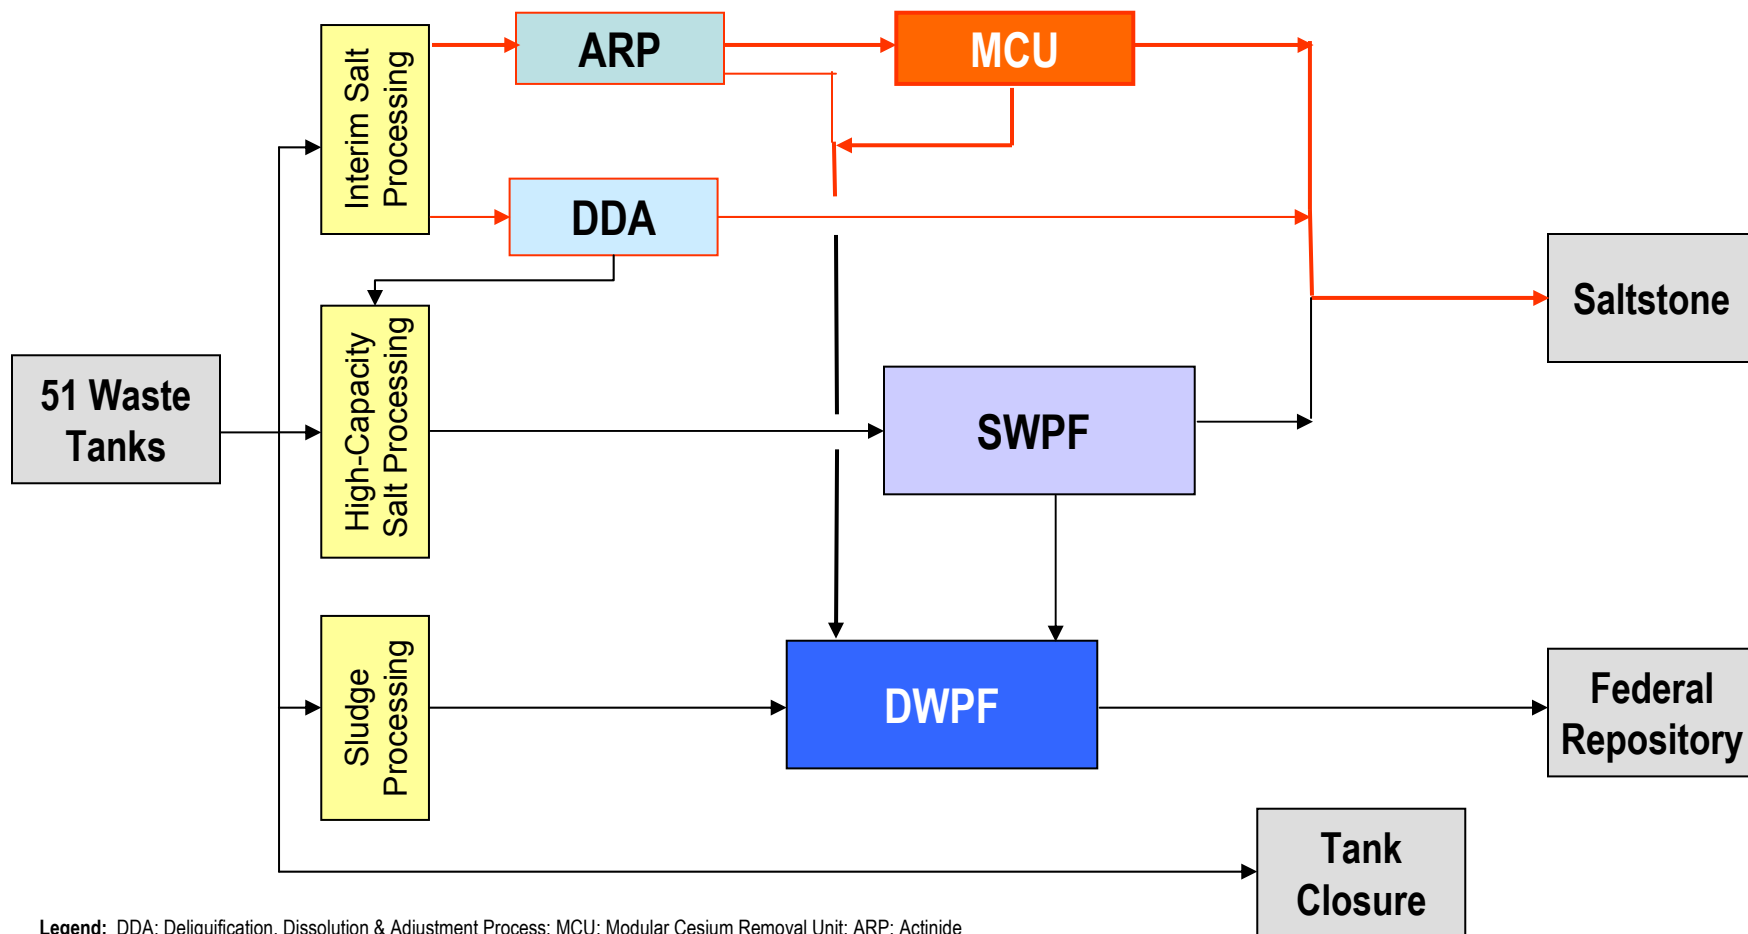 Interim Salt
Processing
ARP
MCU
DDA
High-Capacity
Salt Processing
51 Waste
Tanks
SWPF
Saltstone
Sludge
Processing
DWPF
Federal
Repository
Tank
Closure
Legend: DDA: Deliquification, Dissolution & Adjustment Process; MCU: Modular Cesium Removal Unit; ARP: Actinide